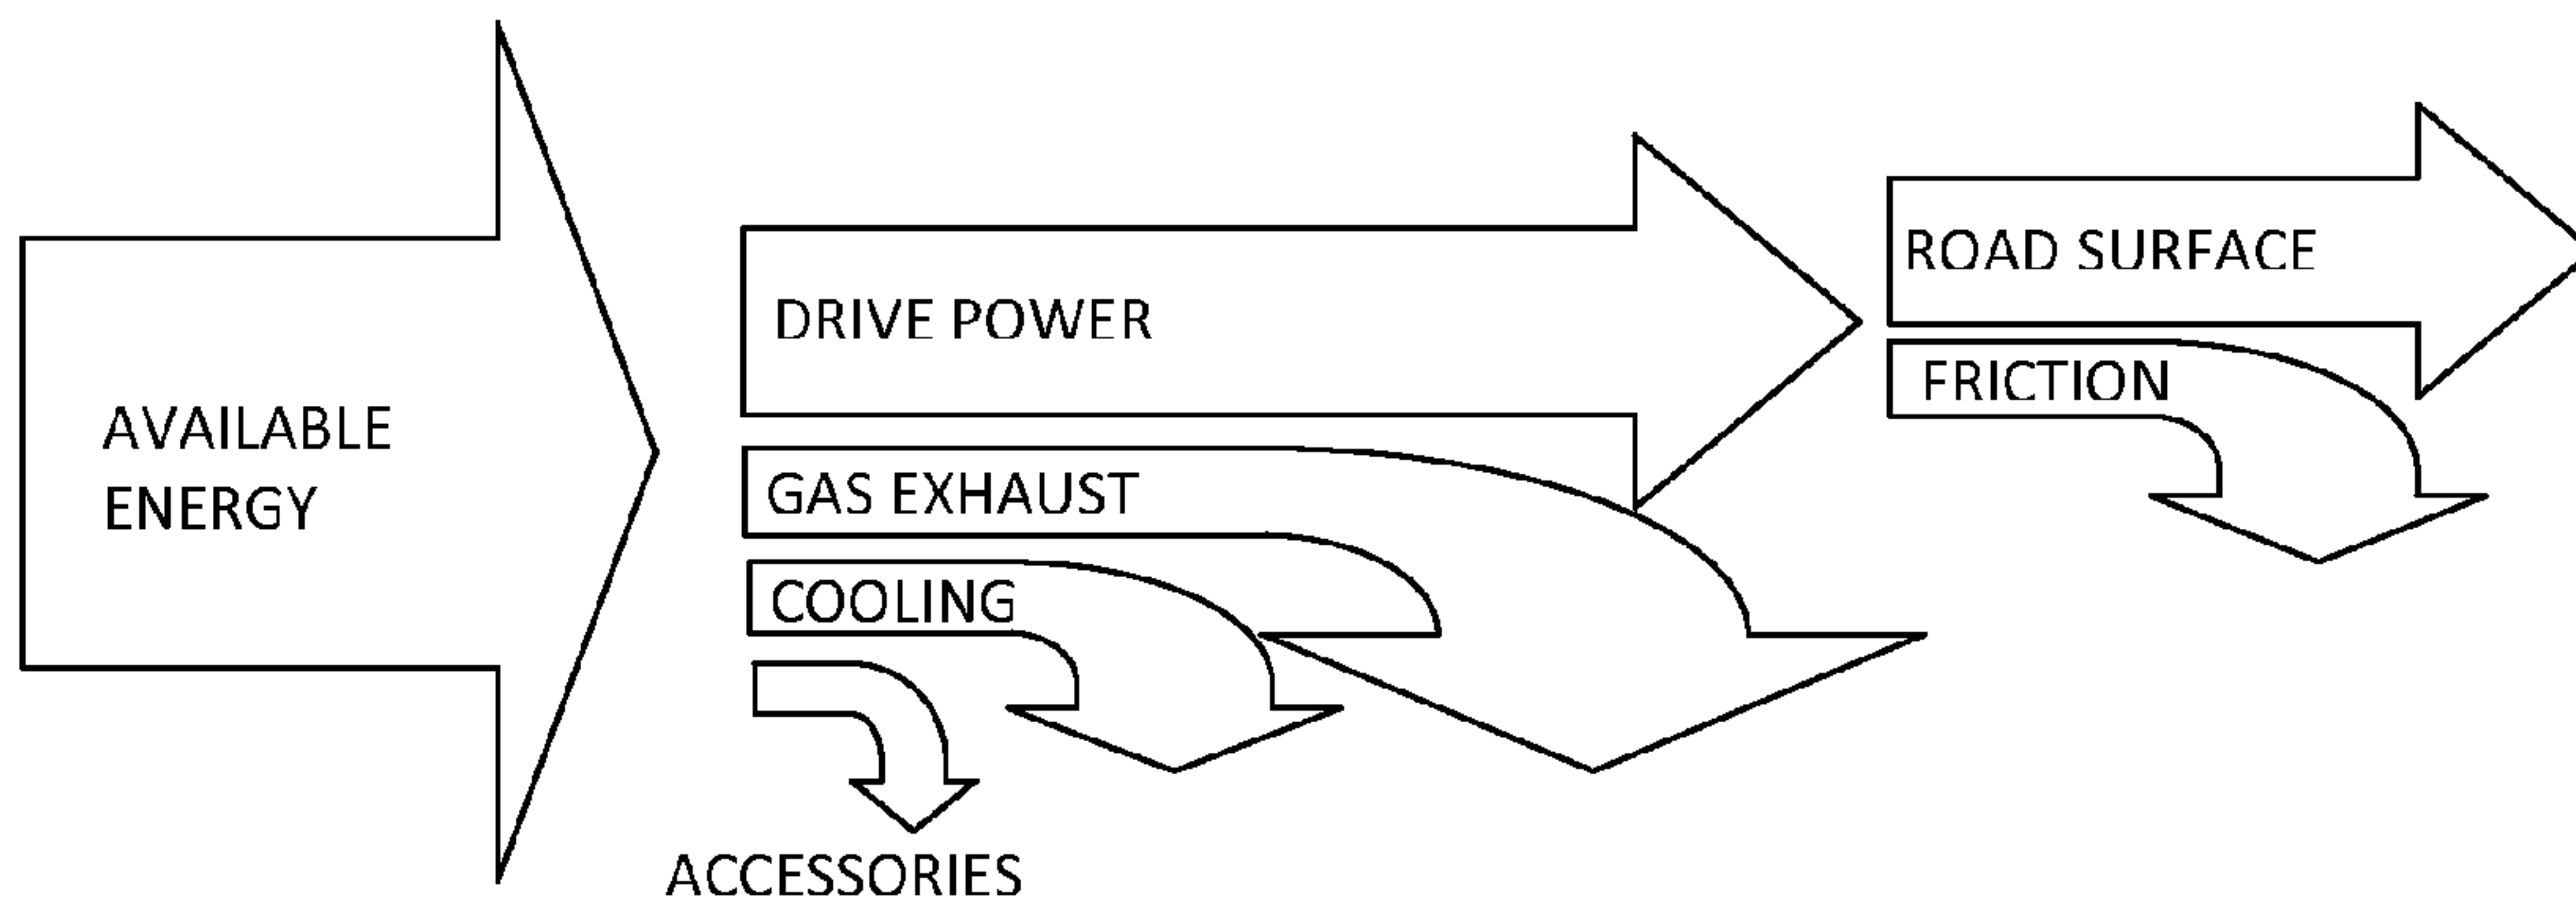 AVAILABLE
ENERGY
DRIVE POWER
GAS EXHAUST
COOLING
ACCESSORIES
ROAD SURFACE
FRICTION